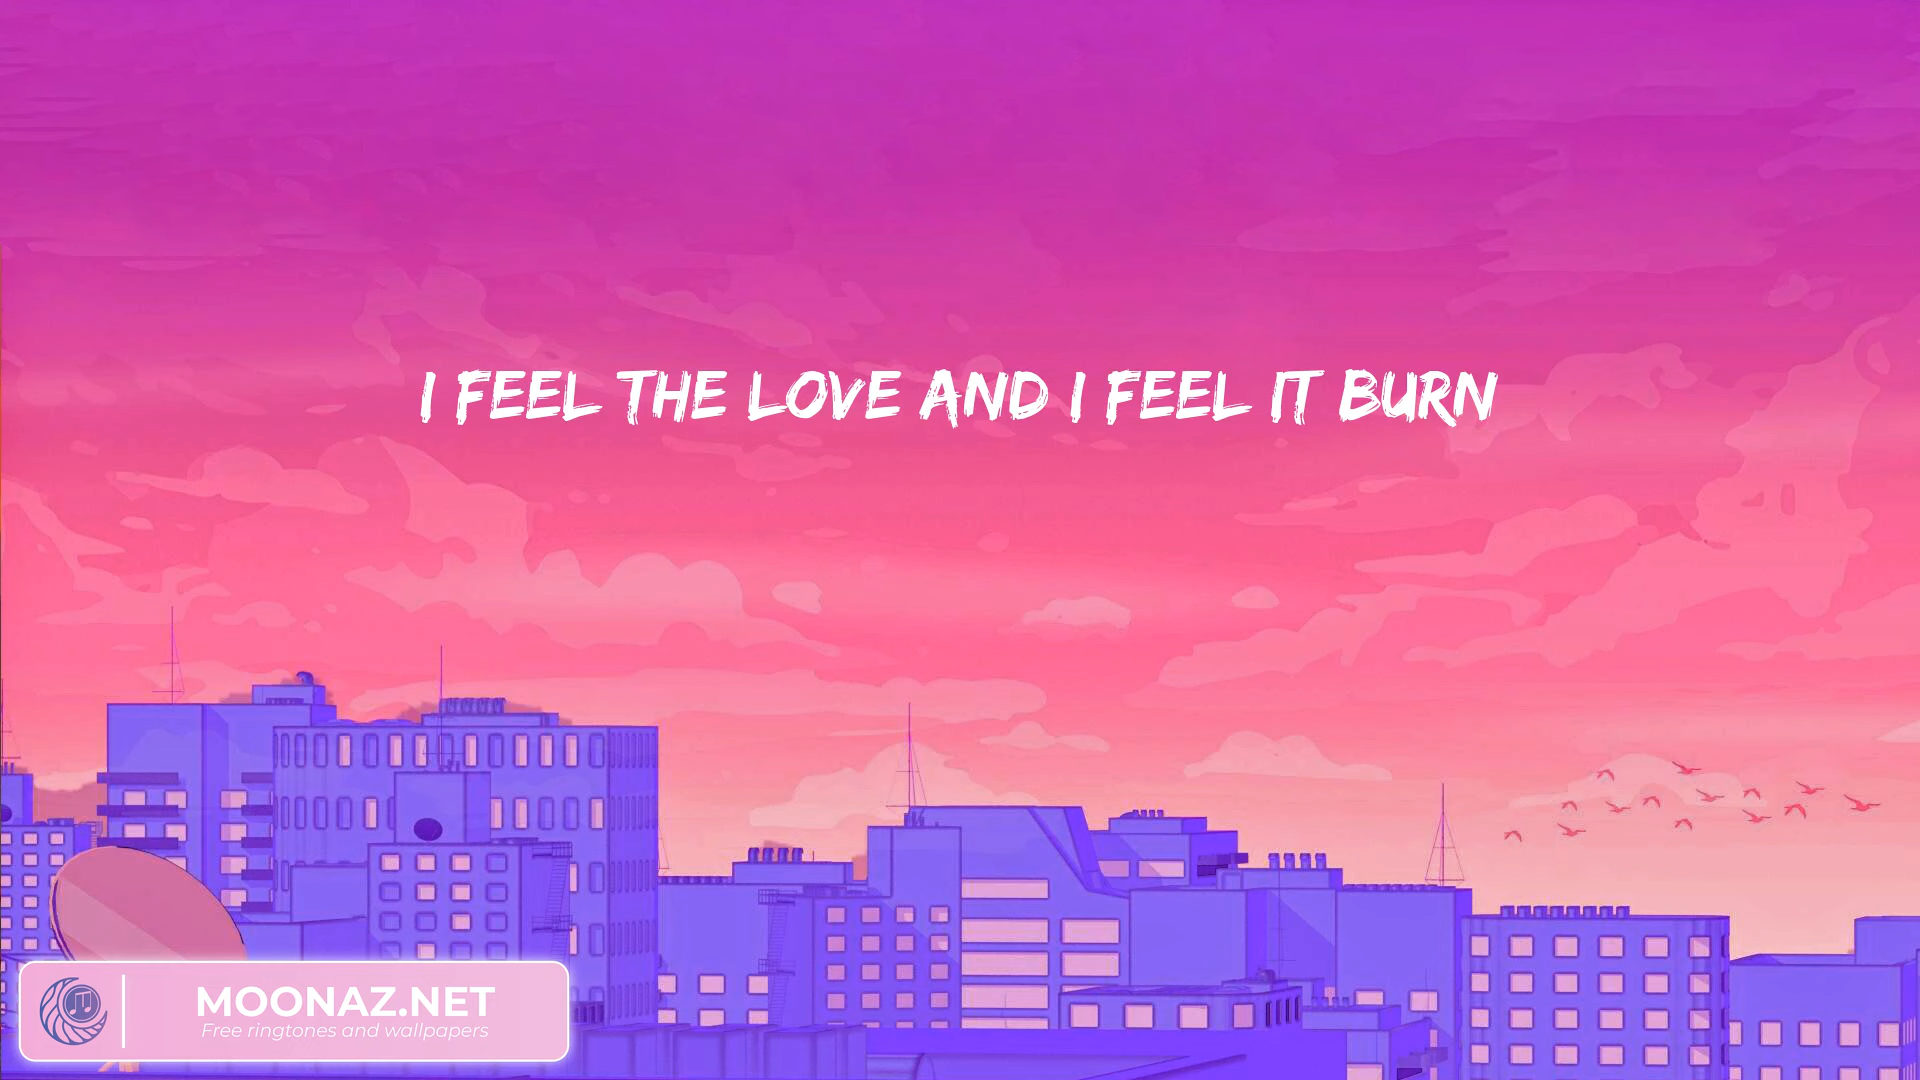 I FEEL THE LOVE AND I FEEL IT BURN
MOONAZ.NET
Free ringtones and wallpapers